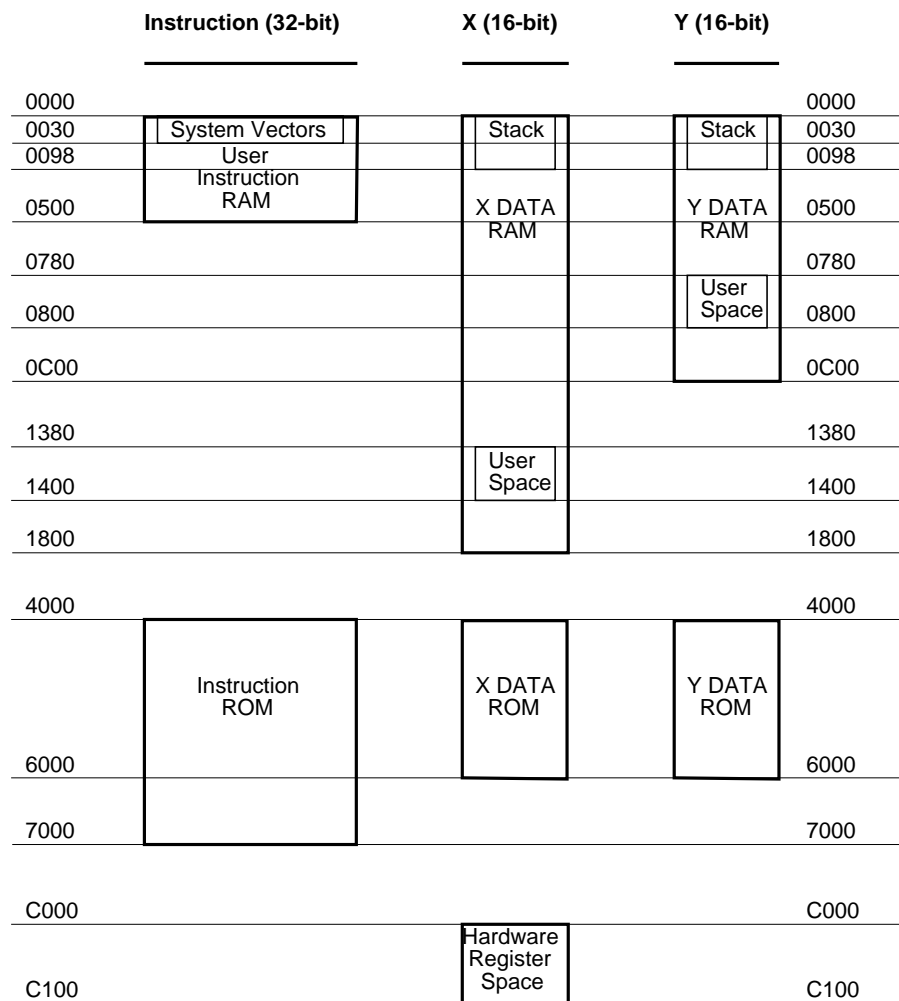 Instruction (32-bit) X (16-bit) Y (16-bit)
0000 0000
0030 System Vectors Stack Stack 0030
0098 User 0098
Instruction
RAM
0500 X DATA Y DATA 0500
RAM RAM
0780 0780
User
0800 Space 0800
0C00 0C00
1380 1380
User
Space
1400 1400
1800 1800
4000 4000
Instruction X DATA Y DATA
ROM ROM ROM
6000 6000
7000 7000
C000 C000
Hardware
Register
Space
C100 C100